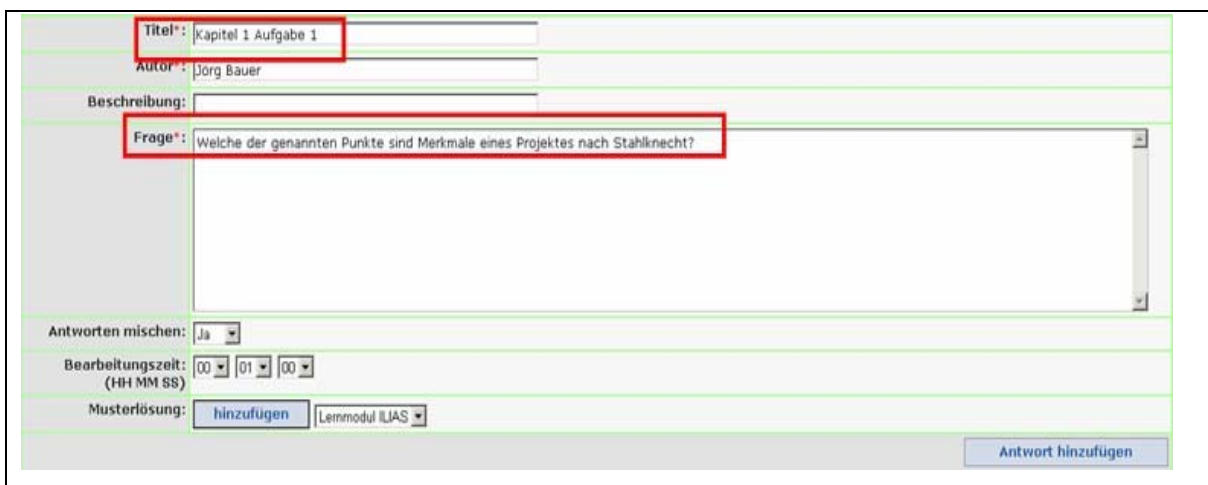 Titel*: Kapitel 1 Aufgabe 1
Autor*: Jörg Bauer
Beschreibung:
Frage*: Welche der genannten Punkte sind Merkmale eines Projektes nach Stahlknecht?
Antworten mischen: Ja
Bearbeitungszeit: 00 01 00
(HH MM SS)
Musterlösung: hinzufügen Lernmodul ILIAS
Antwort hinzufügen